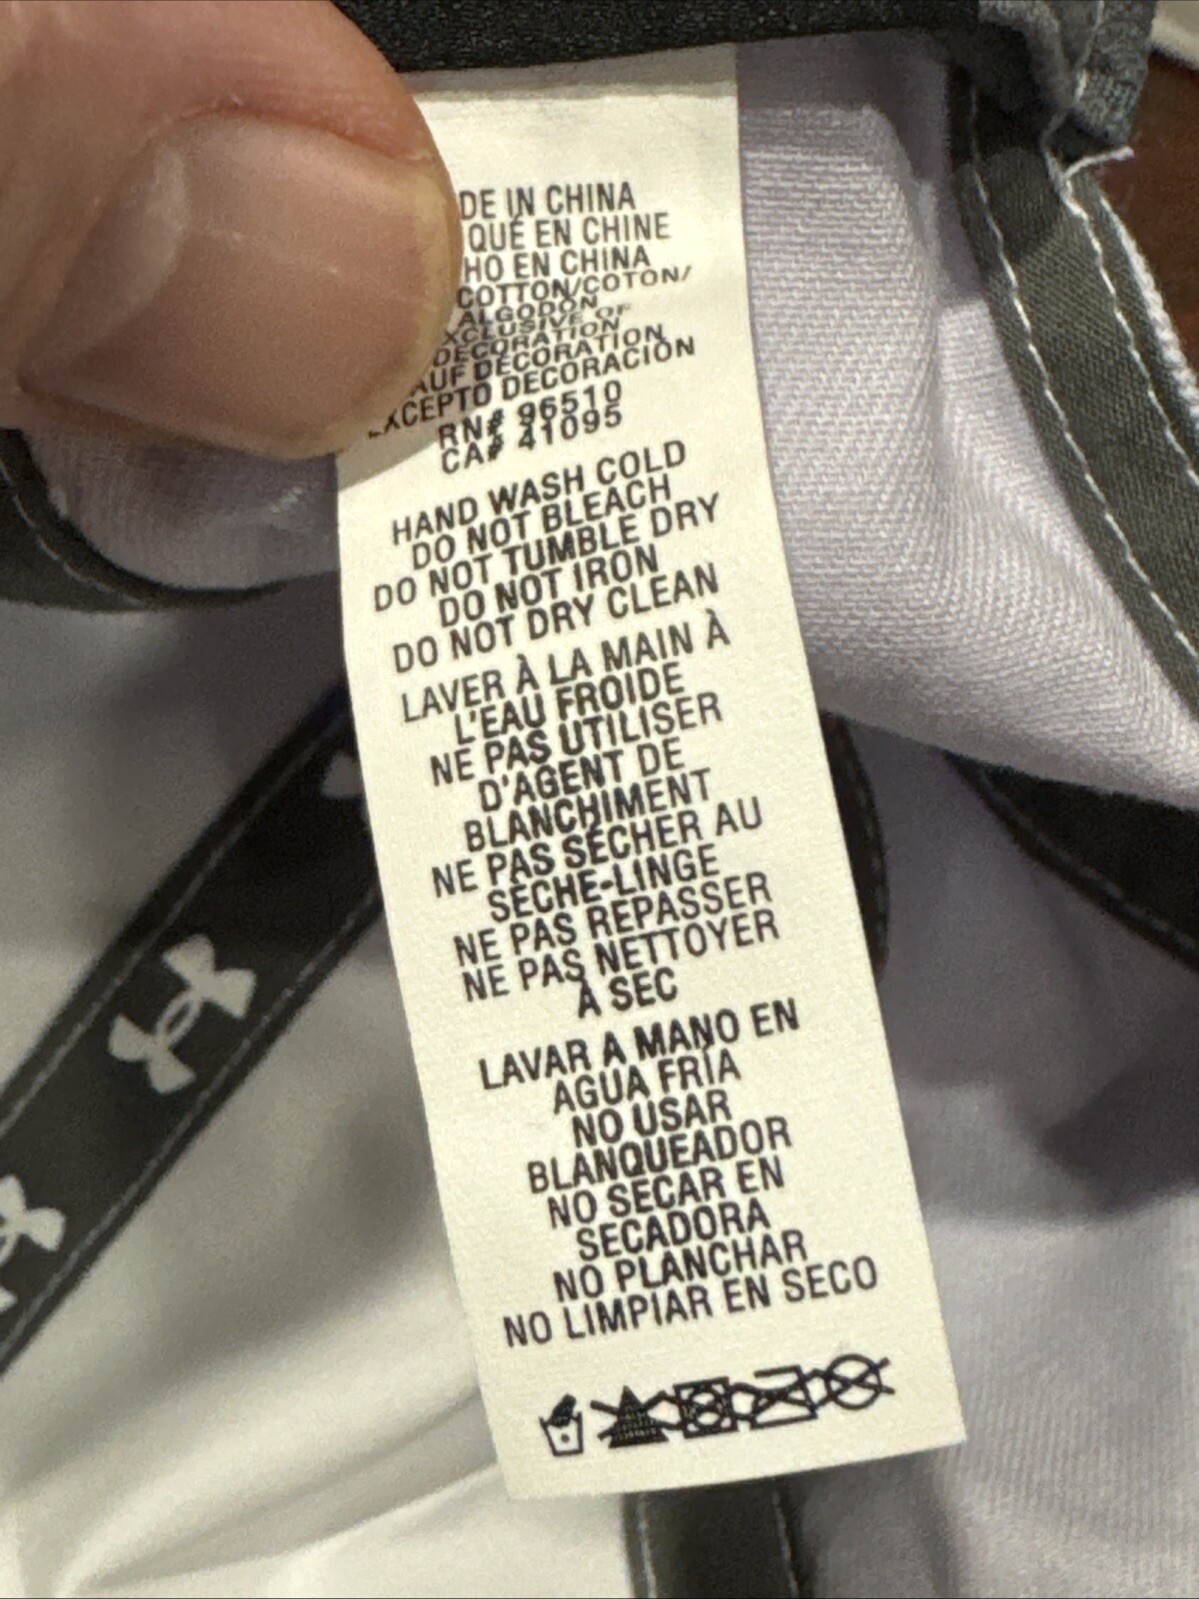 DE IN CHINA
QUÉ EN CHINE
HO EN CHINA
COTTON/COTON/
ALGODÓN
XCLUSIVE OF
DECORATION
AUF DÉCORATION
EXCEPTO DECORACIÓN
RN# 96510
CA# 41095
HAND WASH COLD
DO NOT BLEACH
DO NOT TUMBLE DRY
DO NOT IRON
DO NOT DRY CLEAN
LAVER À LA MAIN À
L'EAU FROIDE
NE PAS UTILISER
D'AGENT DE
BLANCHIMENT
NE PAS SÉCHER AU
SÈCHE-LINGE
NE PAS REPASSER
NE PAS NETTOYER
À SEC
LAVAR A MANO EN
AGUA FRÍA
NO USAR
BLANQUEADOR
NO SECAR EN
SECADORA
NO PLANCHAR
NO LIMPIAR EN SECO